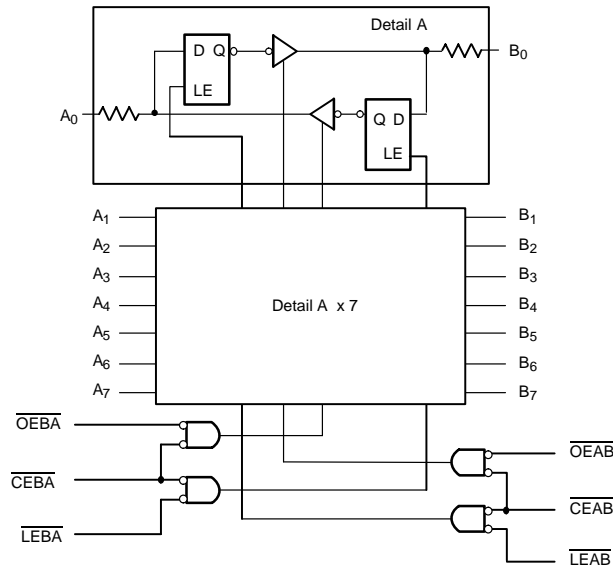 Detail A
D Q
B0
LE
A0
Q D
LE
A1
B1
A2
B2
A3
B3
A4
Detail A x 7
B4
A5
B5
A6
B6
A7
B7
OEBA
OEAB
CEBA
CEAB
LEBA
LEAB